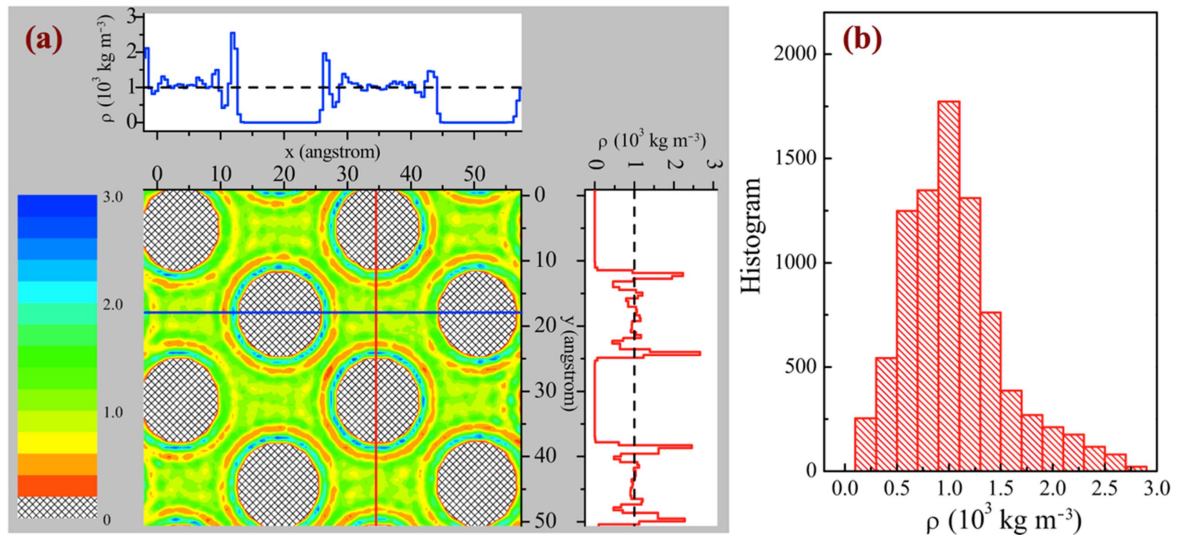 (a)
ρ (10³ kg m⁻³)
3
2
1
0
x (angstrom)
0 10 20 30 40 50
ρ (10³ kg m⁻³)
0 1 2 3
3.0
2.0
1.0
0
0
10
20
30
40
50
y (angstrom)
(b)
Histogram
2000
1500
1000
500
0
0.0 0.5 1.0 1.5 2.0 2.5 3.0
ρ (10³ kg m⁻³)